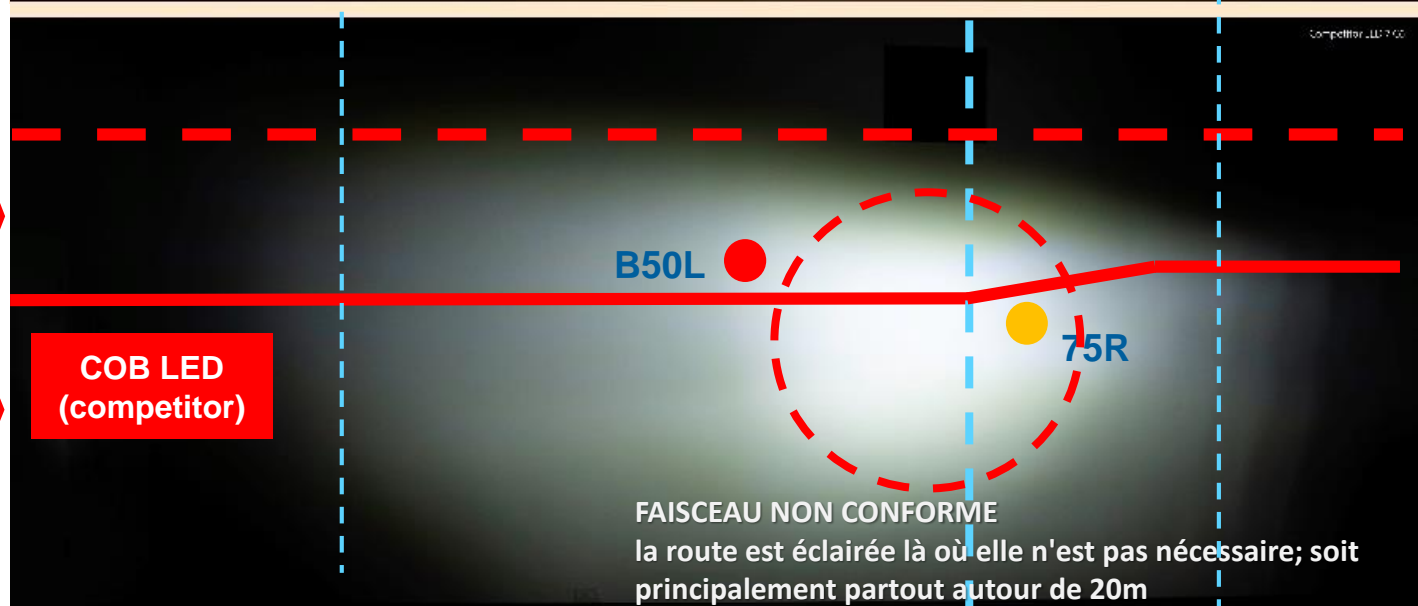 B50L
75R
COB LED
(competitor)
FAISCEAU NON CONFORME
la route est éclairée là où elle n'est pas nécessaire; soit
principalement partout autour de 20m